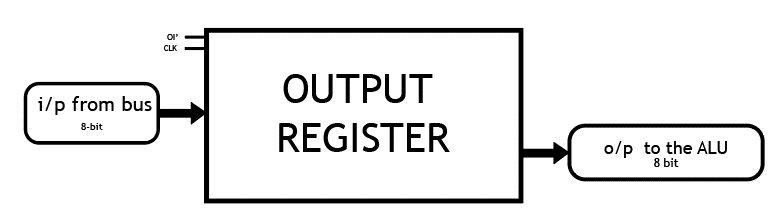 OI'
CLK
i/p from bus
8-bit
OUTPUT
REGISTER
o/p to the ALU
8 bit